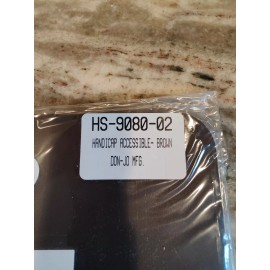 HS-9080-02
HANDICAP ACCESSIBLE- BROWN
DON-JO MFG.